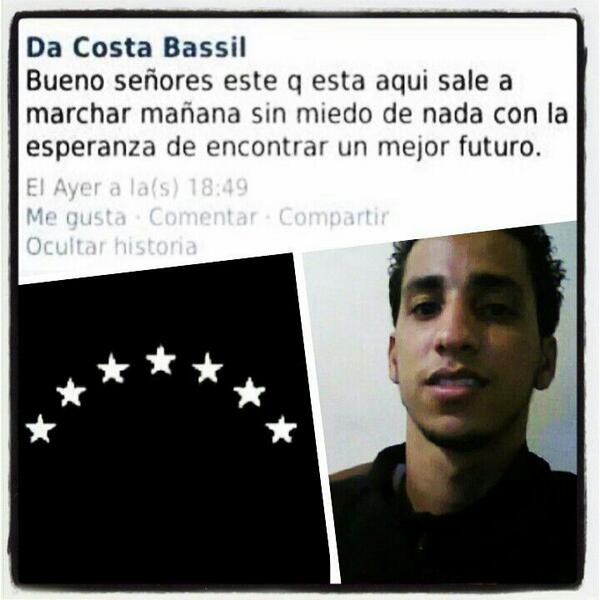 Da Costa Bassil
Bueno señores este q esta aqui sale a
marchar mañana sin miedo de nada con la
esperanza de encontrar un mejor futuro.
El Ayer a la(s) 18:49
Me gusta · Comentar · Compartir
Ocultar historia